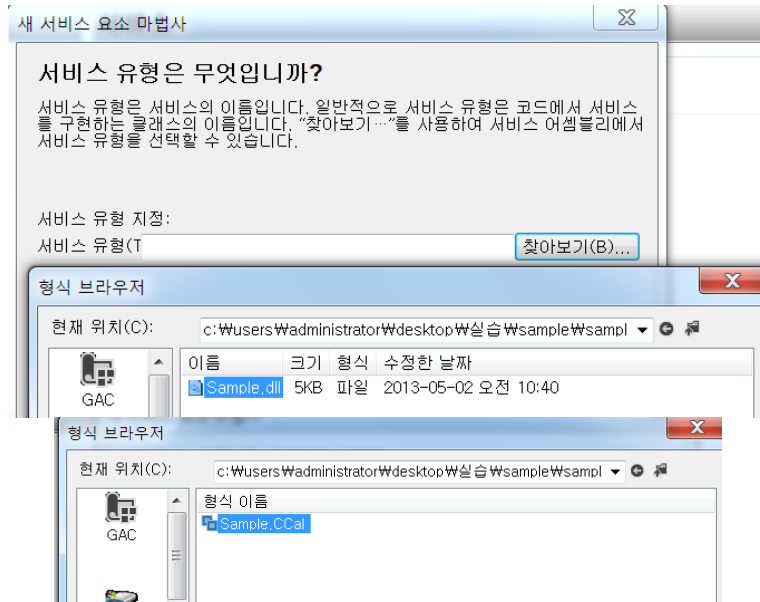 새 서비스 요소 마법사
서비스 유형은 무엇입니까?
서비스 유형은 서비스의 이름입니다. 일반적으로 서비스 유형은 코드에서 서비스
를 구현하는 클래스의 이름입니다. "찾아보기…"를 사용하여 서비스 어셈블리에서
서비스 유형을 선택할 수 있습니다.
서비스 유형 지정:
서비스 유형(T
찾아보기(B)...
형식 브라우저
현재 위치(C):
c:₩users₩administrator₩desktop₩실습₩sample₩sampl
GAC
이름 크기 형식 수정한 날짜
Sample.dll 5KB 파일 2013-05-02 오전 10:40
형식 브라우저
현재 위치(C):
c:₩users₩administrator₩desktop₩실습₩sample₩sampl
GAC
형식 이름
Sample.CCal